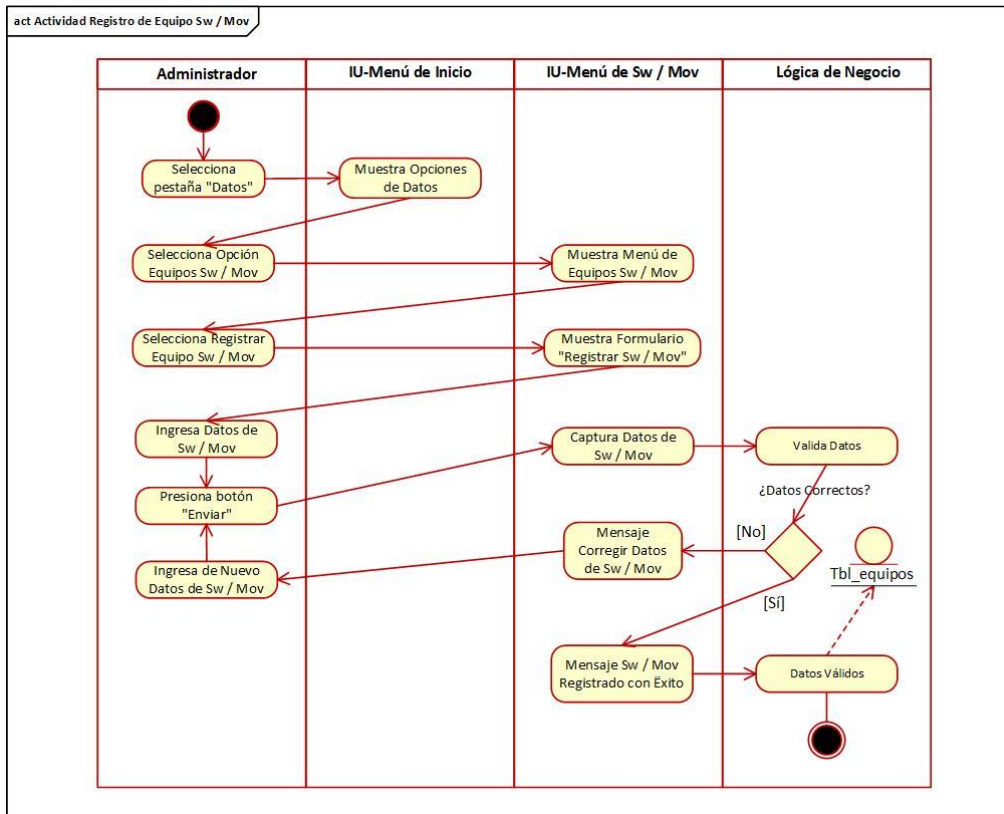 act Actividad Registro de Equipo Sw / Mov
Administrador
IU-Menú de Inicio
IU-Menú de Sw / Mov
Lógica de Negocio
Selecciona
pestaña "Datos"
Muestra Opciones
de Datos
Selecciona Opción
Equipos Sw / Mov
Muestra Menú de
Equipos Sw / Mov
Selecciona Registrar
Equipo Sw / Mov
Muestra Formulario
"Registrar Sw / Mov"
Ingresa Datos de
Sw / Mov
Captura Datos de
Sw / Mov
Valida Datos
Presiona botón
"Enviar"
¿Datos Correctos?
[No]
Mensaje
Corregir Datos
de Sw / Mov
Ingresa de Nuevo
Datos de Sw / Mov
Tbl_equipos
[Sí]
Mensaje Sw / Mov
Registrado con Ëxito
Datos Válidos